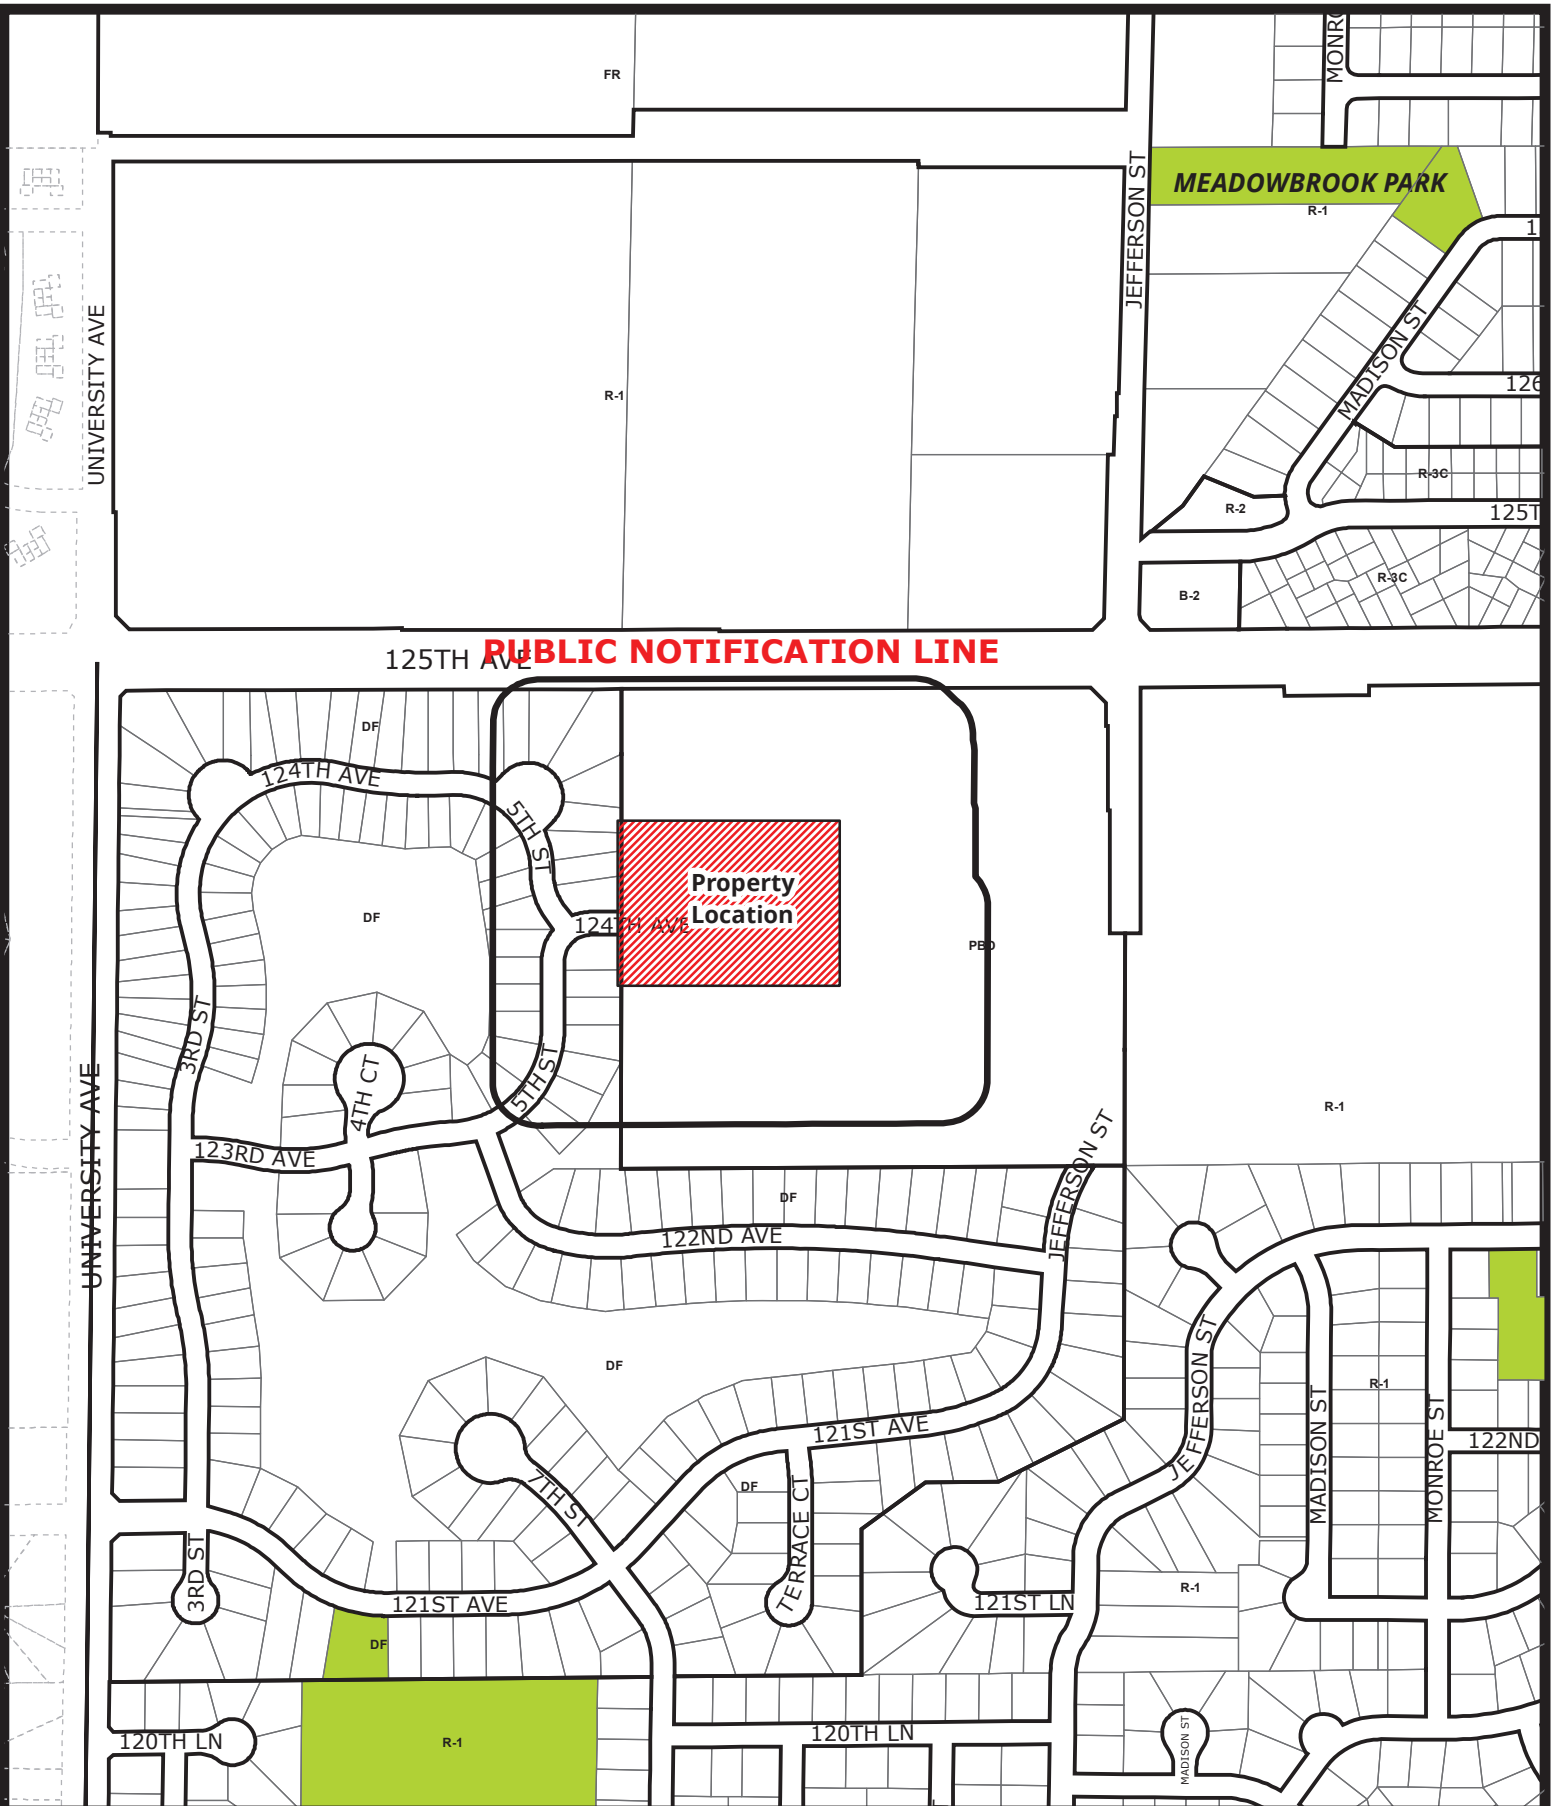 FR
MONRO
JEFFERSON ST
MEADOWBROOK PARK
R-1
1
UNIVERSITY AVE
R-1
MADISON ST
126
R-3C
R-2
125T
R-3C
B-2
125TH AVE
PUBLIC NOTIFICATION LINE
DF
124TH AVE
5TH ST
Property
Location
DF
124TH AVE
PBD
3RD ST
5TH ST
4TH CT
UNIVERSITY AVE
R-1
123RD AVE
JEFFERSON ST
DF
122ND AVE
DF
JEFFERSON ST
R-1
MADISON ST
MONROE ST
121ST AVE
122ND
DF
7TH ST
TERRACE CT
3RD ST
R-1
121ST AVE
121ST LN
DF
120TH LN
R-1
120TH LN
MADISON ST